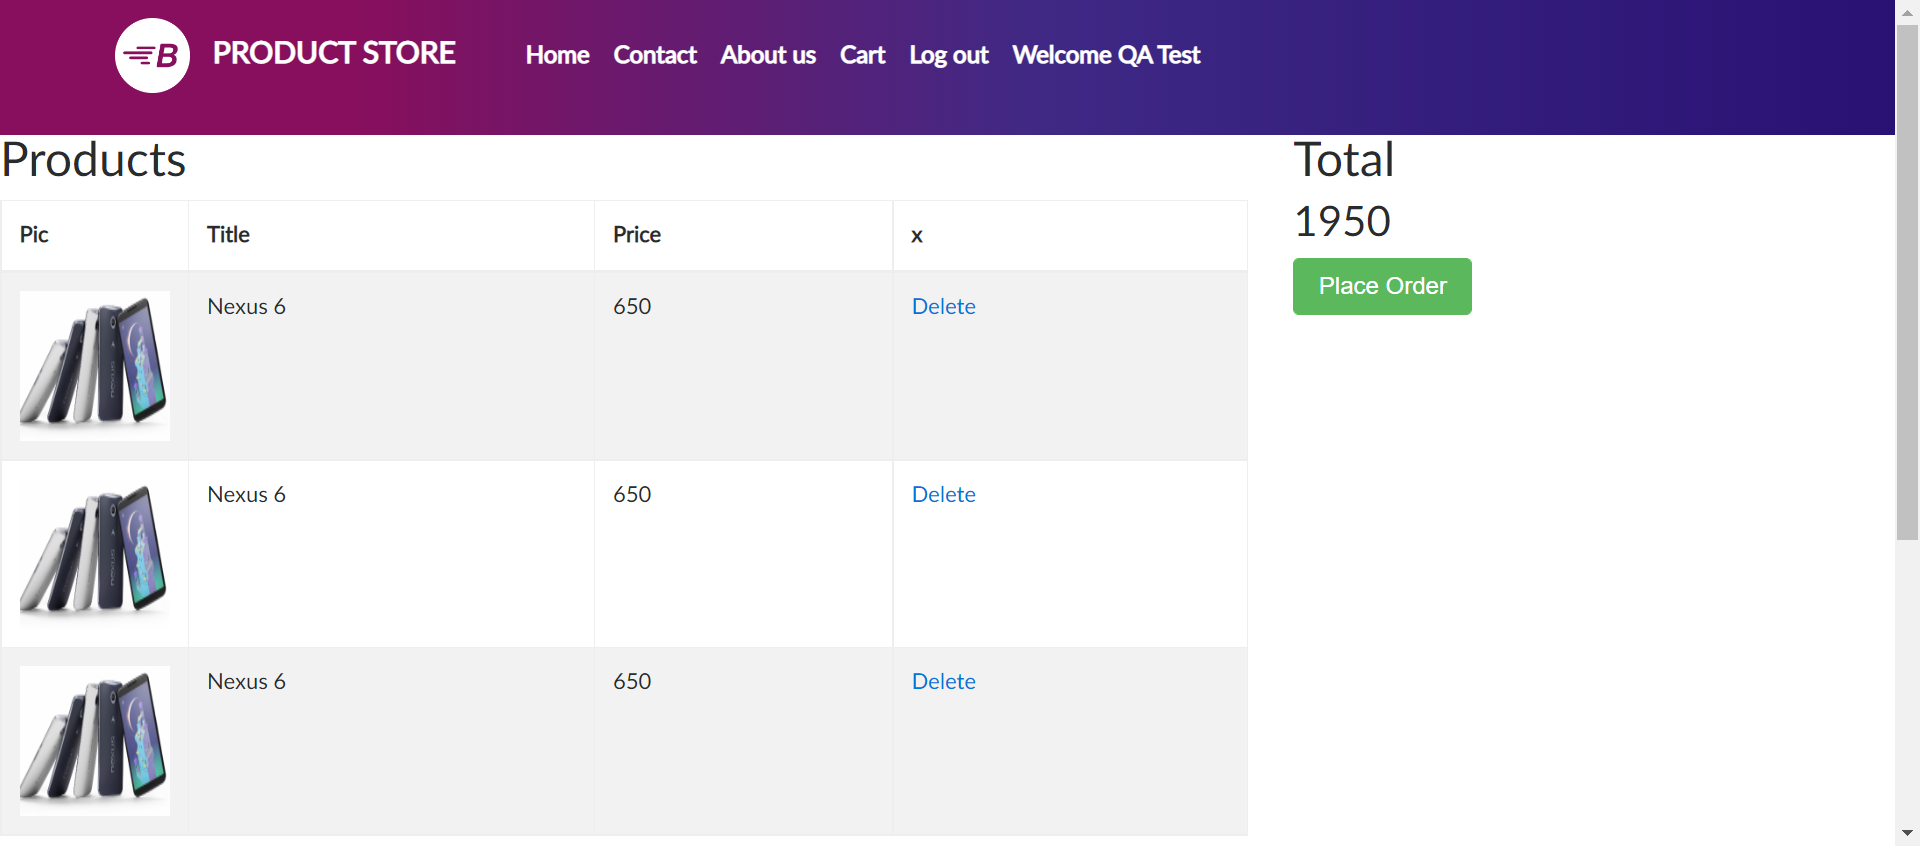 B PRODUCT STORE Home Contact About us Cart Log out Welcome QA Test
Products
Total
1950
Place Order
Pic Title Price x
Nexus 6 650 Delete
Nexus 6 650 Delete
Nexus 6 650 Delete